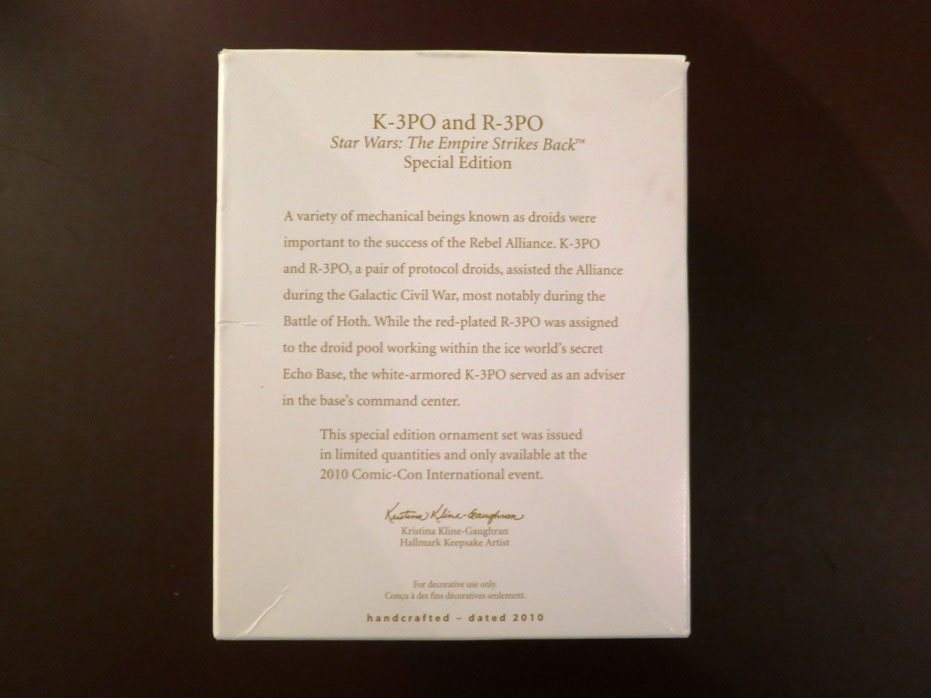 K-3PO and R-3PO
Star Wars: The Empire Strikes Back™
Special Edition
A variety of mechanical beings known as droids were
important to the success of the Rebel Alliance. K-3PO
and R-3PO, a pair of protocol droids, assisted the Alliance
during the Galactic Civil War, most notably during the
Battle of Hoth. While the red-plated R-3PO was assigned
to the droid pool working within the ice world's secret
Echo Base, the white-armored K-3PO served as an adviser
in the base's command center.
This special edition ornament set was issued
in limited quantities and only available at the
2010 Comic-Con International event.
Kristina Kline-Gaughran
Kristina Kline-Gaughran
Hallmark Keepsake Artist
For decorative use only.
Conçu à des fins décoratives seulement.
handcrafted – dated 2010